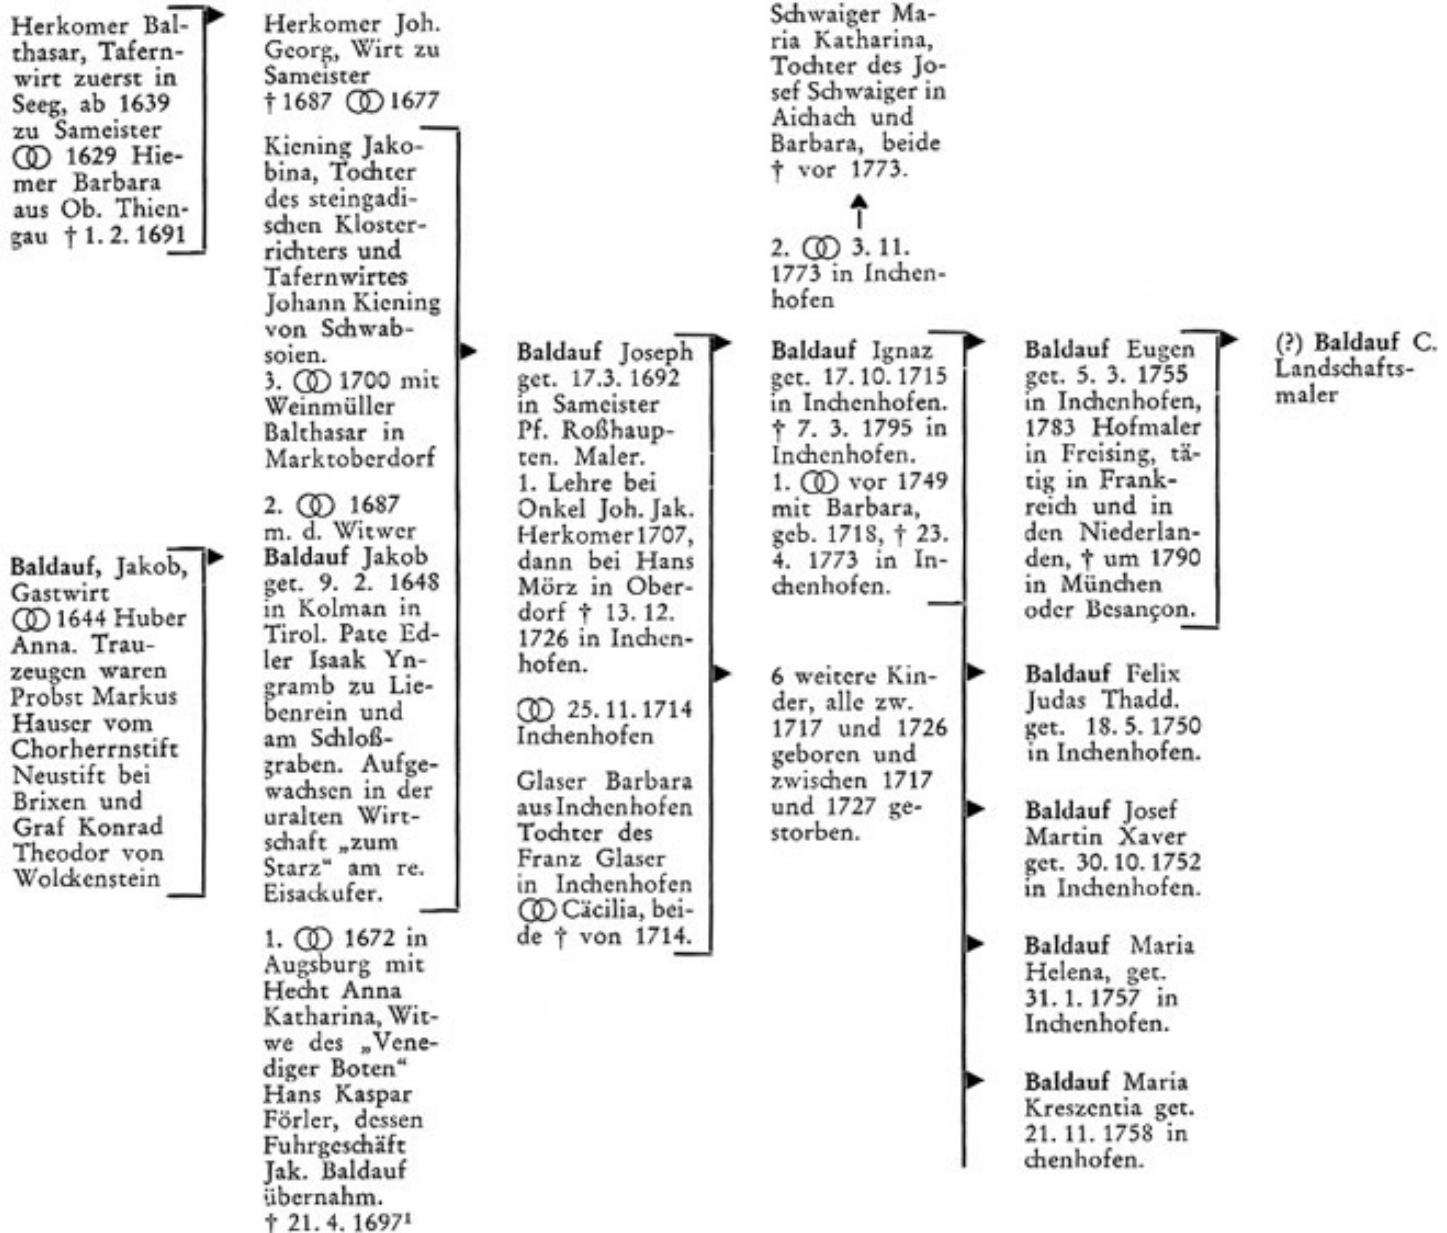 Herkomer Bal-
thasar, Tafern-
wirt zuerst in
Seeg, ab 1639
zu Sameister
⚭ 1629 Hie-
mer Barbara
aus Ob. Thien-
gau † 1. 2. 1691
Baldauf, Jakob,
Gastwirt
⚭ 1644 Huber
Anna. Trau-
zeugen waren
Probst Markus
Hauser vom
Chorherrnstift
Neustift bei
Brixen und
Graf Konrad
Theodor von
Wolckenstein
Herkomer Joh.
Georg, Wirt zu
Sameister
† 1687 ⚭ 1677
Kiening Jako-
bina, Tochter
des steingadi-
schen Kloster-
richters und
Tafernwirtes
Johann Kiening
von Schwab-
soien.
3. ⚭ 1700 mit
Weinmüller
Balthasar in
Marktoberdorf
2. ⚭ 1687
m. d. Witwer
Baldauf Jakob
get. 9. 2. 1648
in Kolman in
Tirol. Pate Ed-
ler Isaak Yn-
gramb zu Lie-
benrein und
am Schloß-
graben. Aufge-
wachsen in der
uralten Wirt-
schaft „zum
Starz“ am re.
Eisackufer.
1. ⚭ 1672 in
Augsburg mit
Hecht Anna
Katharina, Wit-
we des „Vene-
diger Boten“
Hans Kaspar
Förler, dessen
Fuhrgeschäft
Jak. Baldauf
übernahm.
† 21. 4. 1697¹
Baldauf Joseph
get. 17.3. 1692
in Sameister
Pf. Roßhaup-
ten. Maler.
1. Lehre bei
Onkel Joh. Jak.
Herkomer 1707,
dann bei Hans
Mörz in Ober-
dorf † 13. 12.
1726 in Inchen-
hofen.
⚭ 25. 11. 1714
Inchenhofen
Glaser Barbara
aus Inchenhofen
Tochter des
Franz Glaser
in Inchenhofen
⚭ Cäcilia, bei-
de † von 1714.
Schwaiger Ma-
ria Katharina,
Tochter des Jo-
sef Schwaiger in
Aichach und
Barbara, beide
† vor 1773.
2. ⚭ 3. 11.
1773 in Inchen-
hofen
Baldauf Ignaz
get. 17. 10. 1715
in Inchenhofen.
† 7. 3. 1795 in
Inchenhofen.
1. ⚭ vor 1749
mit Barbara,
geb. 1718, † 23.
4. 1773 in In-
chenhofen.
6 weitere Kin-
der, alle zw.
1717 und 1726
geboren und
zwischen 1717
und 1727 ge-
storben.
Baldauf Eugen
get. 5. 3. 1755
in Inchenhofen,
1783 Hofmaler
in Freising, tä-
tig in Frank-
reich und in
den Niederlan-
den, † um 1790
in München
oder Besançon.
Baldauf Felix
Judas Thadd.
get. 18. 5. 1750
in Inchenhofen.
Baldauf Josef
Martin Xaver
get. 30. 10. 1752
in Inchenhofen.
Baldauf Maria
Helena, get.
31. 1. 1757 in
Inchenhofen.
Baldauf Maria
Kreszentia get.
21. 11. 1758 in
chenhofen.
(?) Baldauf C.
Landschafts-
maler